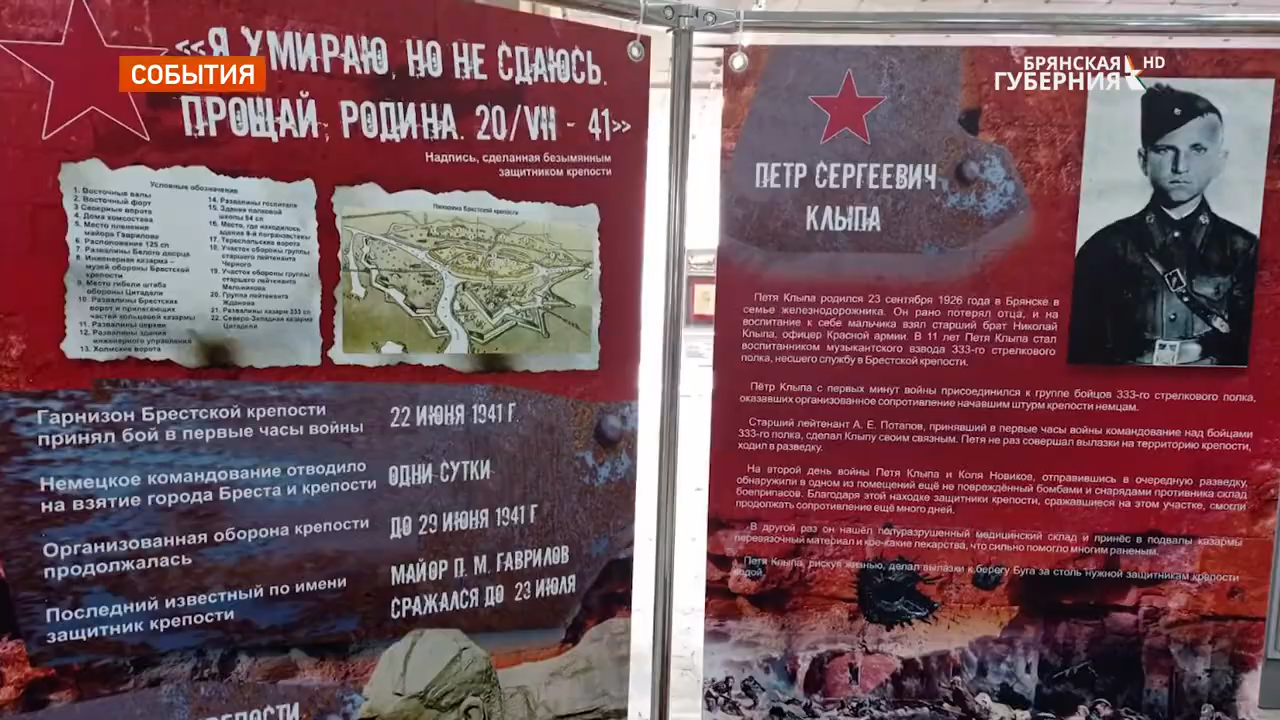 СОБЫТИЯ
БРЯНСКАЯ HD
ГУБЕРНИЯ
«Я УМИРАЮ, НО НЕ СДАЮСЬ.
ПРОЩАЙ, РОДИНА. 20/VII - 41»
Надпись, сделанная безымянным
защитником крепости
Условные обозначения
1. Восточные валы
2. Восточный форт
3. Северные ворота
4. Дома комсостава
5. Место пленения
майора Гаврилова
6. Расположение 125 сп
7. Развалины Белого дворца
8. Инженерная казарма –
музей обороны Брестской
крепости
9. Место гибели штаба
обороны Цитадели
10. Развалины Брестских
ворот и прилегающих
частей кольцевой казармы
11. Развалины церкви
12. Развалины здания
инженерного управления
13. Холмские ворота
14. Развалины госпиталя
15. Здание полковой
школы 84 сп
16. Место, где находилось
здание 9-й погранзаставы
17. Тереспольские ворота
18. Участок обороны группы
старшего лейтенанта
Черного
19. Участок обороны группы
старшего лейтенанта
Мельникова
20. Группа лейтенанта
Жданова
21. Развалины казарм 333 сп
22. Северо-Западная казарма
Цитадели
Панорама Брестской крепости
Гарнизон Брестской крепости
принял бой в первые часы войны
22 ИЮНЯ 1941 Г.
Немецкое командование отводило
на взятие города Бреста и крепости
ОДНИ СУТКИ
Организованная оборона крепости
продолжалась
ДО 29 ИЮНЯ 1941 Г
Последний известный по имени
защитник крепости
МАЙОР П. М. ГАВРИЛОВ
СРАЖАЛСЯ ДО 23 ИЮЛЯ
ПЕТР СЕРГЕЕВИЧ
КЛЫПА
Петя Клыпа родился 23 сентября 1926 года в Брянске в
семье железнодорожника. Он рано потерял отца, и на
воспитание к себе мальчика взял старший брат Николай
Клыпа, офицер Красной армии. В 11 лет Петя Клыпа стал
воспитанником музыкантского взвода 333-го стрелкового
полка, несшего службу в Брестской крепости.
Пётр Клыпа с первых минут войны присоединился к группе бойцов 333-го стрелкового полка,
оказавших организованное сопротивление начавшим штурм крепости немцам.
Старший лейтенант А. Е. Потапов, принявший в первые часы войны командование над бойцами
333-го полка, сделал Клыпу своим связным. Петя не раз совершал вылазки на территорию крепости,
ходил в разведку.
На второй день войны Петя Клыпа и Коля Новиков, отправившись в очередную разведку,
обнаружили в одном из помещений ещё не повреждённый бомбами и снарядами противника склад
боеприпасов. Благодаря этой находке защитники крепости, сражавшиеся на этом участке, смогли
продолжать сопротивление ещё много дней.
В другой раз он нашёл полуразрушенный медицинский склад и принёс в подвалы казармы
перевязочный материал и кое-какие лекарства, что сильно помогло многим раненым.
Петя Клыпа, рискуя жизнью, делал вылазки к берегу Буга за столь нужной защитникам крепости
водой.